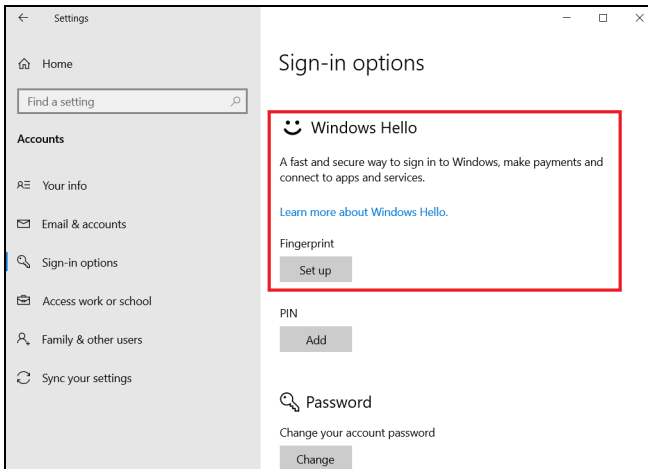 Settings
Home
Find a setting
Accounts
Your info
Email & accounts
Sign-in options
Access work or school
Family & other users
Sync your settings
Sign-in options
Windows Hello
A fast and secure way to sign in to Windows, make payments and
connect to apps and services.
Learn more about Windows Hello.
Fingerprint
Set up
PIN
Add
Password
Change your account password
Change